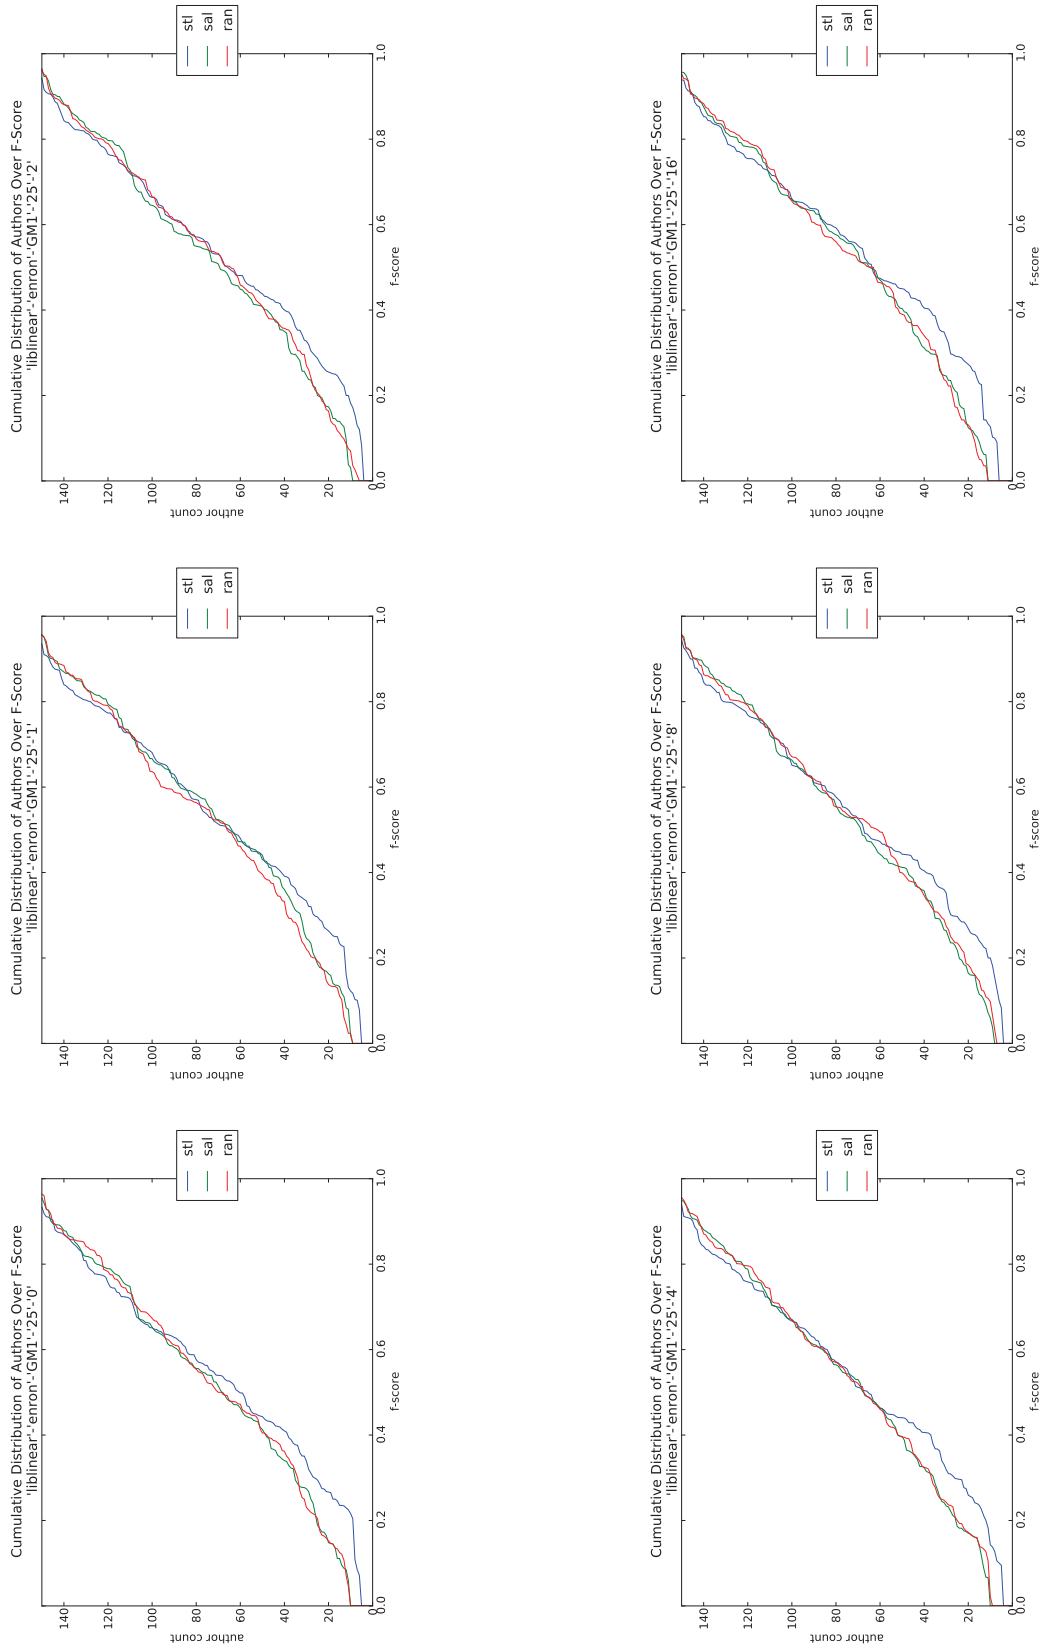 Cumulative Distribution of Authors Over F-Score
'liblinear'-'enron'-'GM1'-'25'-'0'
author count
140
120
100
80
60
40
20
0
0.0 0.2 0.4 0.6 0.8 1.0
f-score
stl
sal
ran
Cumulative Distribution of Authors Over F-Score
'liblinear'-'enron'-'GM1'-'25'-'1'
author count
140
120
100
80
60
40
20
0
0.0 0.2 0.4 0.6 0.8 1.0
f-score
stl
sal
ran
Cumulative Distribution of Authors Over F-Score
'liblinear'-'enron'-'GM1'-'25'-'2'
author count
140
120
100
80
60
40
20
0
0.0 0.2 0.4 0.6 0.8 1.0
f-score
stl
sal
ran
Cumulative Distribution of Authors Over F-Score
'liblinear'-'enron'-'GM1'-'25'-'4'
author count
140
120
100
80
60
40
20
0
0.0 0.2 0.4 0.6 0.8 1.0
f-score
stl
sal
ran
Cumulative Distribution of Authors Over F-Score
'liblinear'-'enron'-'GM1'-'25'-'8'
author count
140
120
100
80
60
40
20
0
0.0 0.2 0.4 0.6 0.8 1.0
f-score
stl
sal
ran
Cumulative Distribution of Authors Over F-Score
'liblinear'-'enron'-'GM1'-'25'-'16'
author count
140
120
100
80
60
40
20
0
0.0 0.2 0.4 0.6 0.8 1.0
f-score
stl
sal
ran